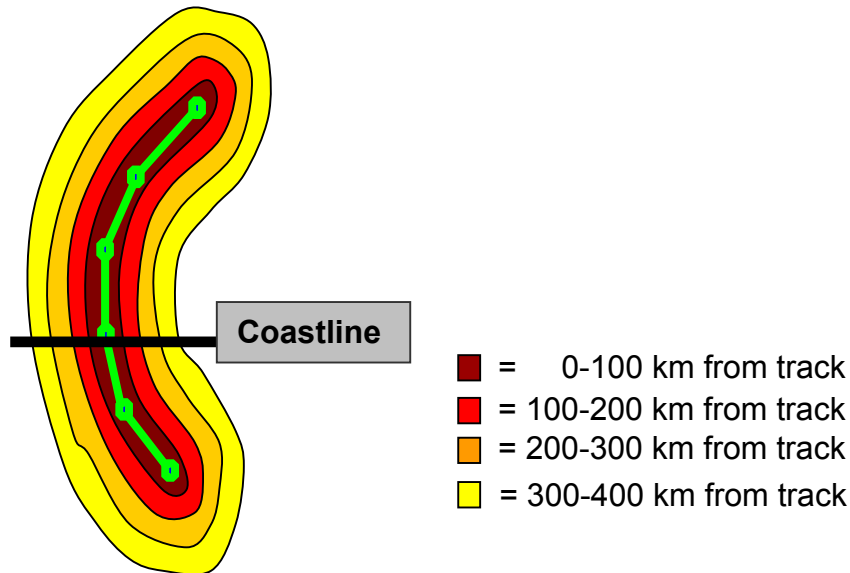 Coastline
= 0-100 km from track
= 100-200 km from track
= 200-300 km from track
= 300-400 km from track